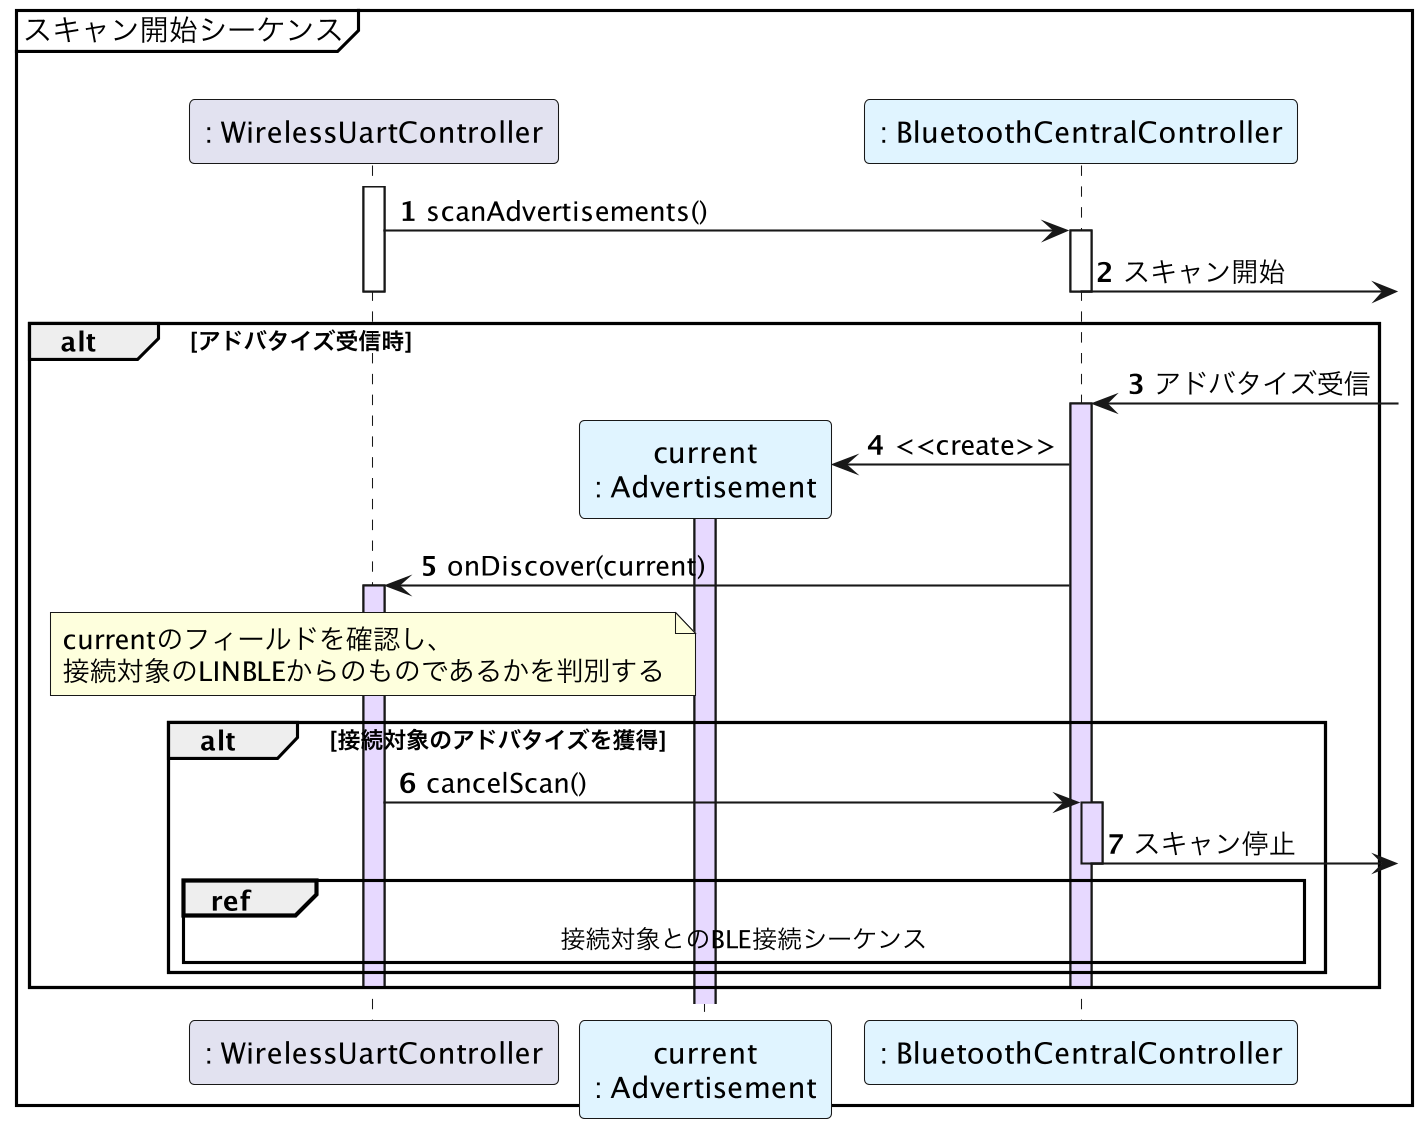 スキャン開始シーケンス
: WirelessUartController
: BluetoothCentralController
1 scanAdvertisements()
2 スキャン開始
alt [アドバタイズ受信時]
3 アドバタイズ受信
4 <<create>>
current
: Advertisement
5 onDiscover(current)
currentのフィールドを確認し、
接続対象のLINBLEからのものであるかを判別する
alt [接続対象のアドバタイズを獲得]
6 cancelScan()
7 スキャン停止
ref
接続対象とのBLE接続シーケンス
: WirelessUartController
current
: Advertisement
: BluetoothCentralController